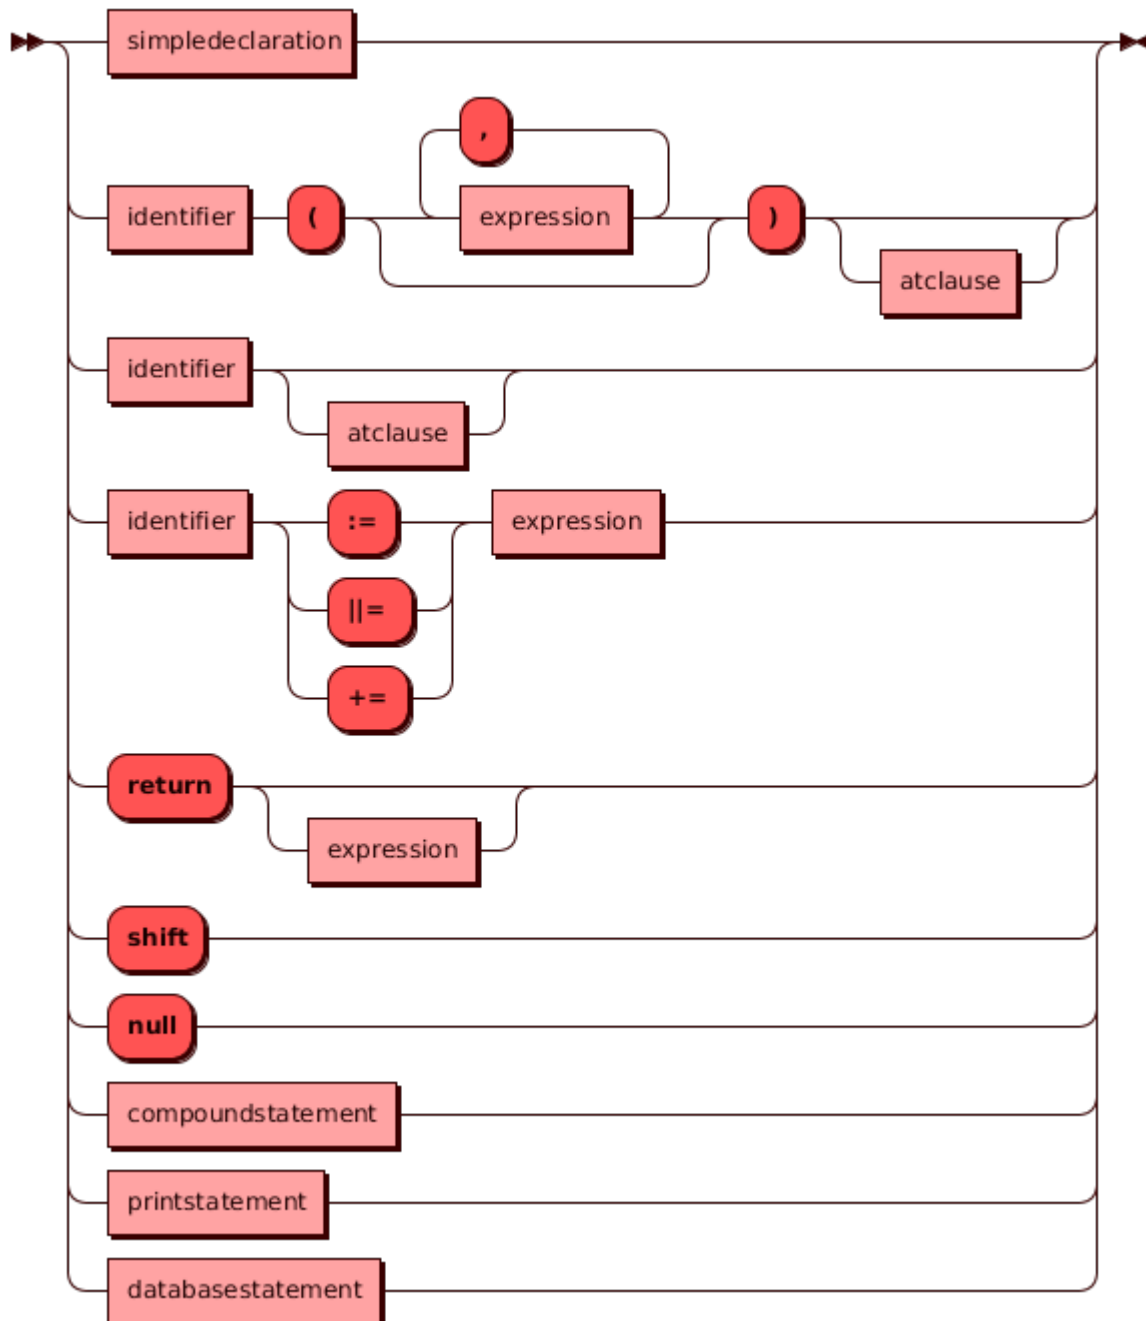 simpledeclaration
,
identifier ( expression )
atclause
identifier
atclause
identifier := expression
||=
+=
return
expression
shift
null
compoundstatement
printstatement
databasestatement